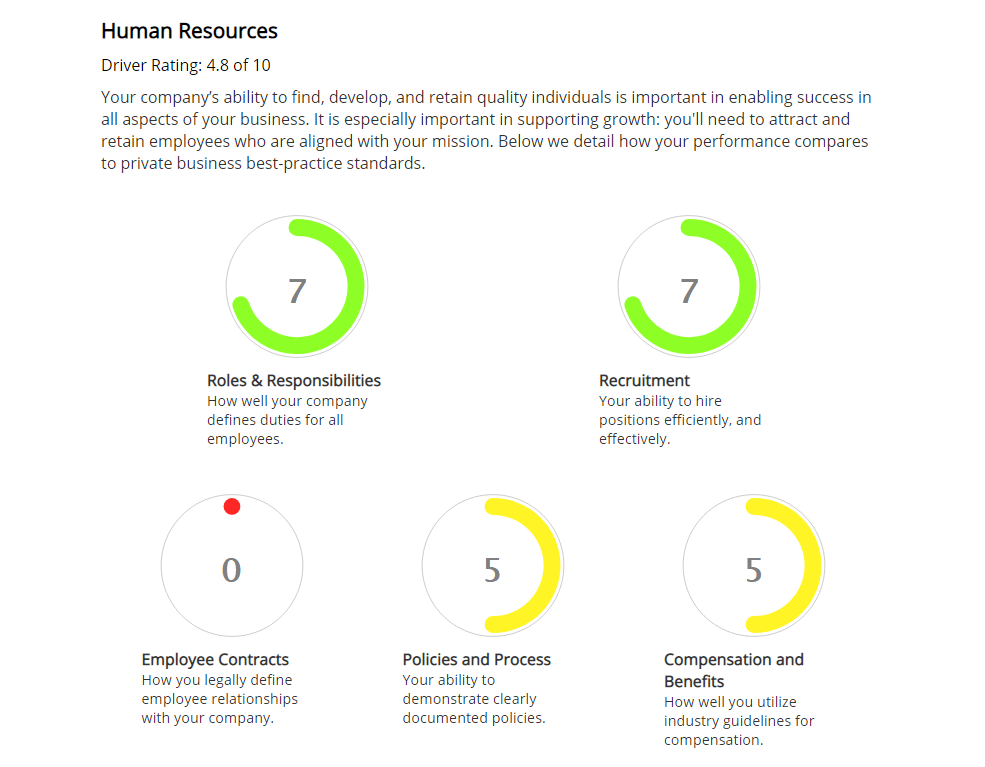 Human Resources
Driver Rating: 4.8 of 10
Your company’s ability to find, develop, and retain quality individuals is important in enabling success in
all aspects of your business. It is especially important in supporting growth: you'll need to attract and
retain employees who are aligned with your mission. Below we detail how your performance compares
to private business best-practice standards.
7
Roles & Responsibilities
How well your company
defines duties for all
employees.
7
Recruitment
Your ability to hire
positions efficiently, and
effectively.
0
Employee Contracts
How you legally define
employee relationships
with your company.
5
Policies and Process
Your ability to
demonstrate clearly
documented policies.
5
Compensation and
Benefits
How well you utilize
industry guidelines for
compensation.